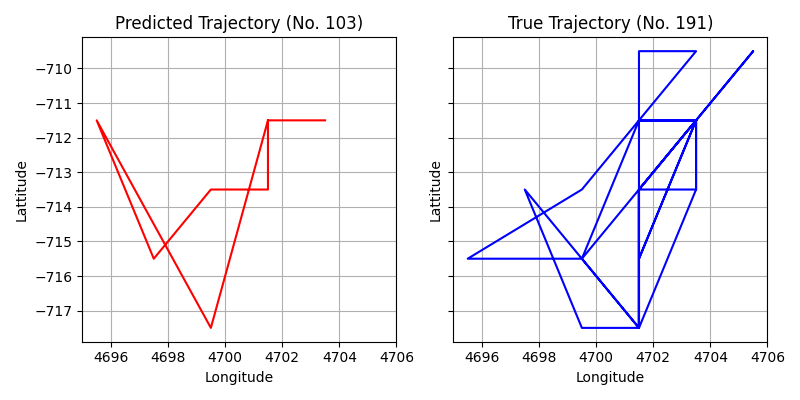 Predicted Trajectory (No. 103)
True Trajectory (No. 191)
−710
−711
−712
−713
−714
−715
−716
−717
Lattitude
Lattitude
4696 4698 4700 4702 4704 4706
4696 4698 4700 4702 4704 4706
Longitude
Longitude